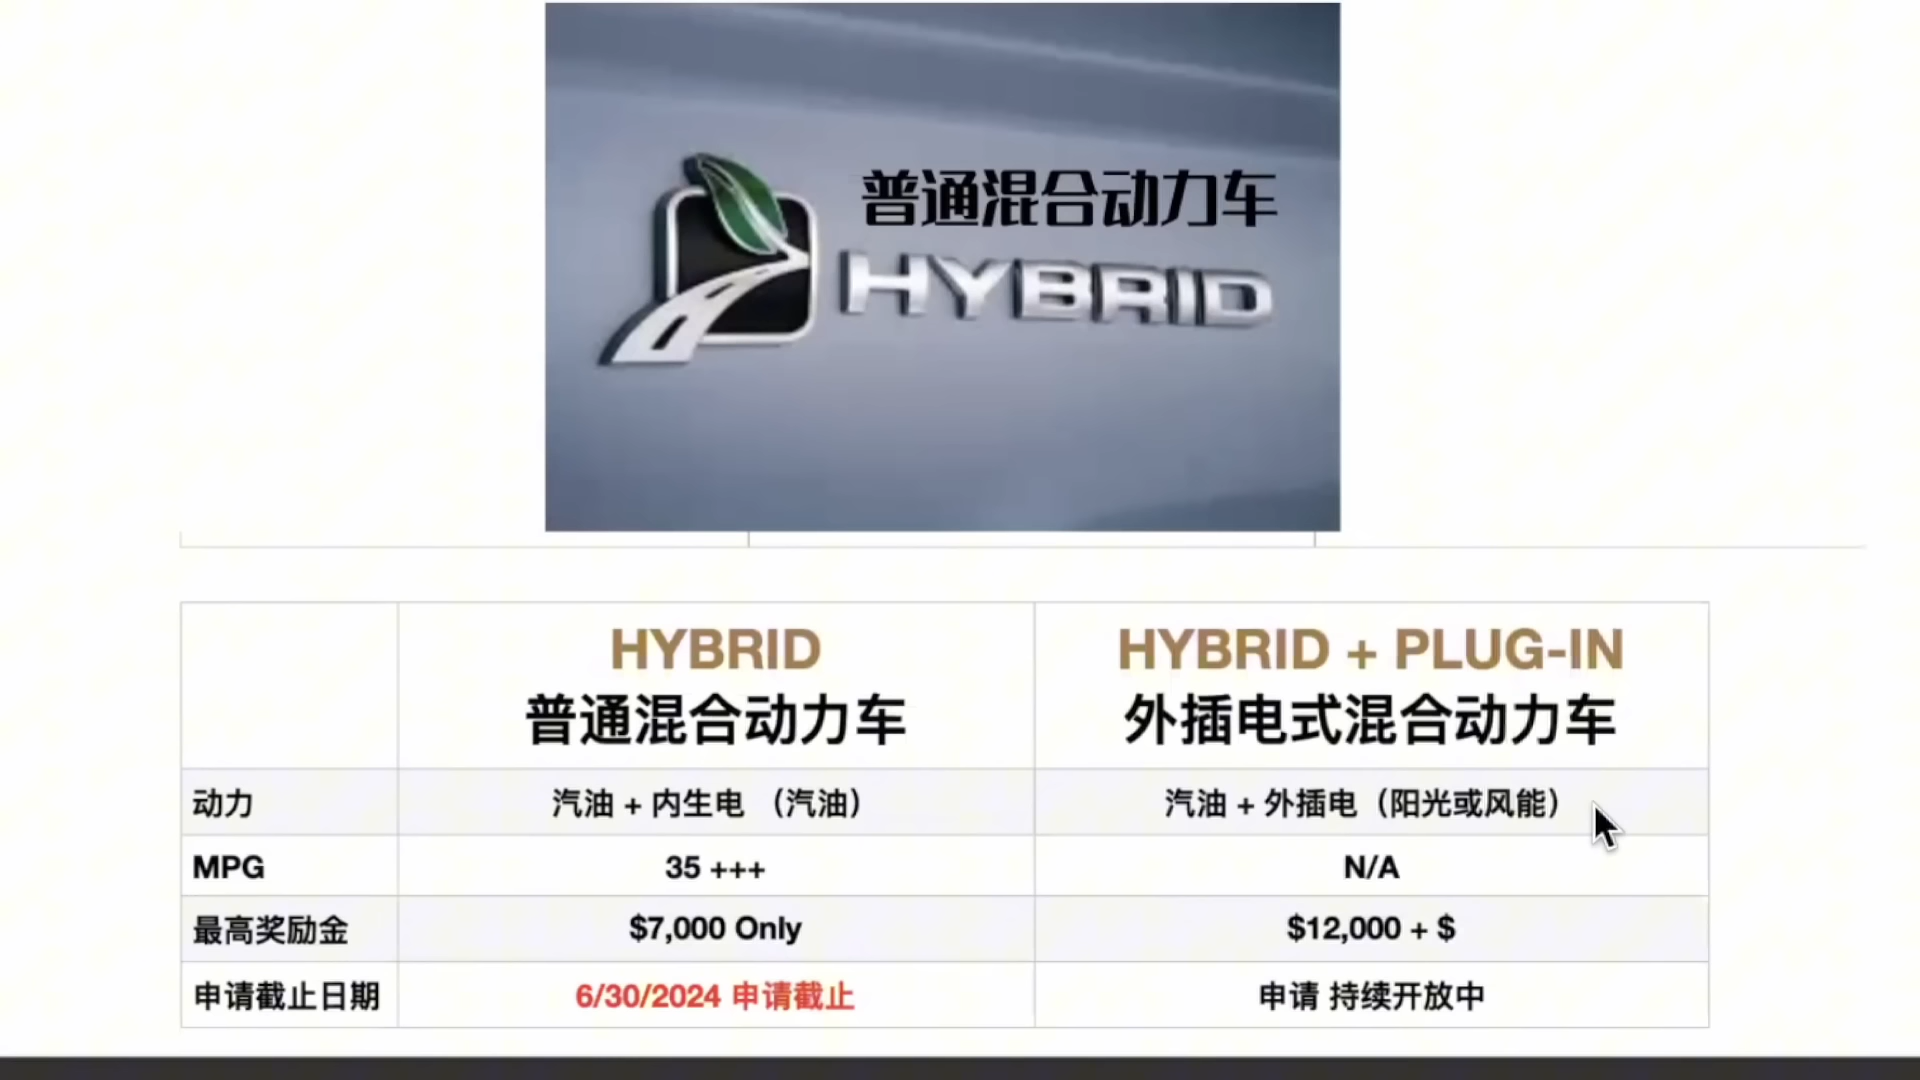 普通混合动力车
HYBRID
HYBRID
普通混合动力车
HYBRID + PLUG-IN
外插电式混合动力车
动力
汽油 + 内生电 （汽油）
汽油 + 外插电（阳光或风能）
MPG
35 +++
N/A
最高奖励金
$7,000 Only
$12,000 + $
申请截止日期
6/30/2024 申请截止
申请 持续开放中